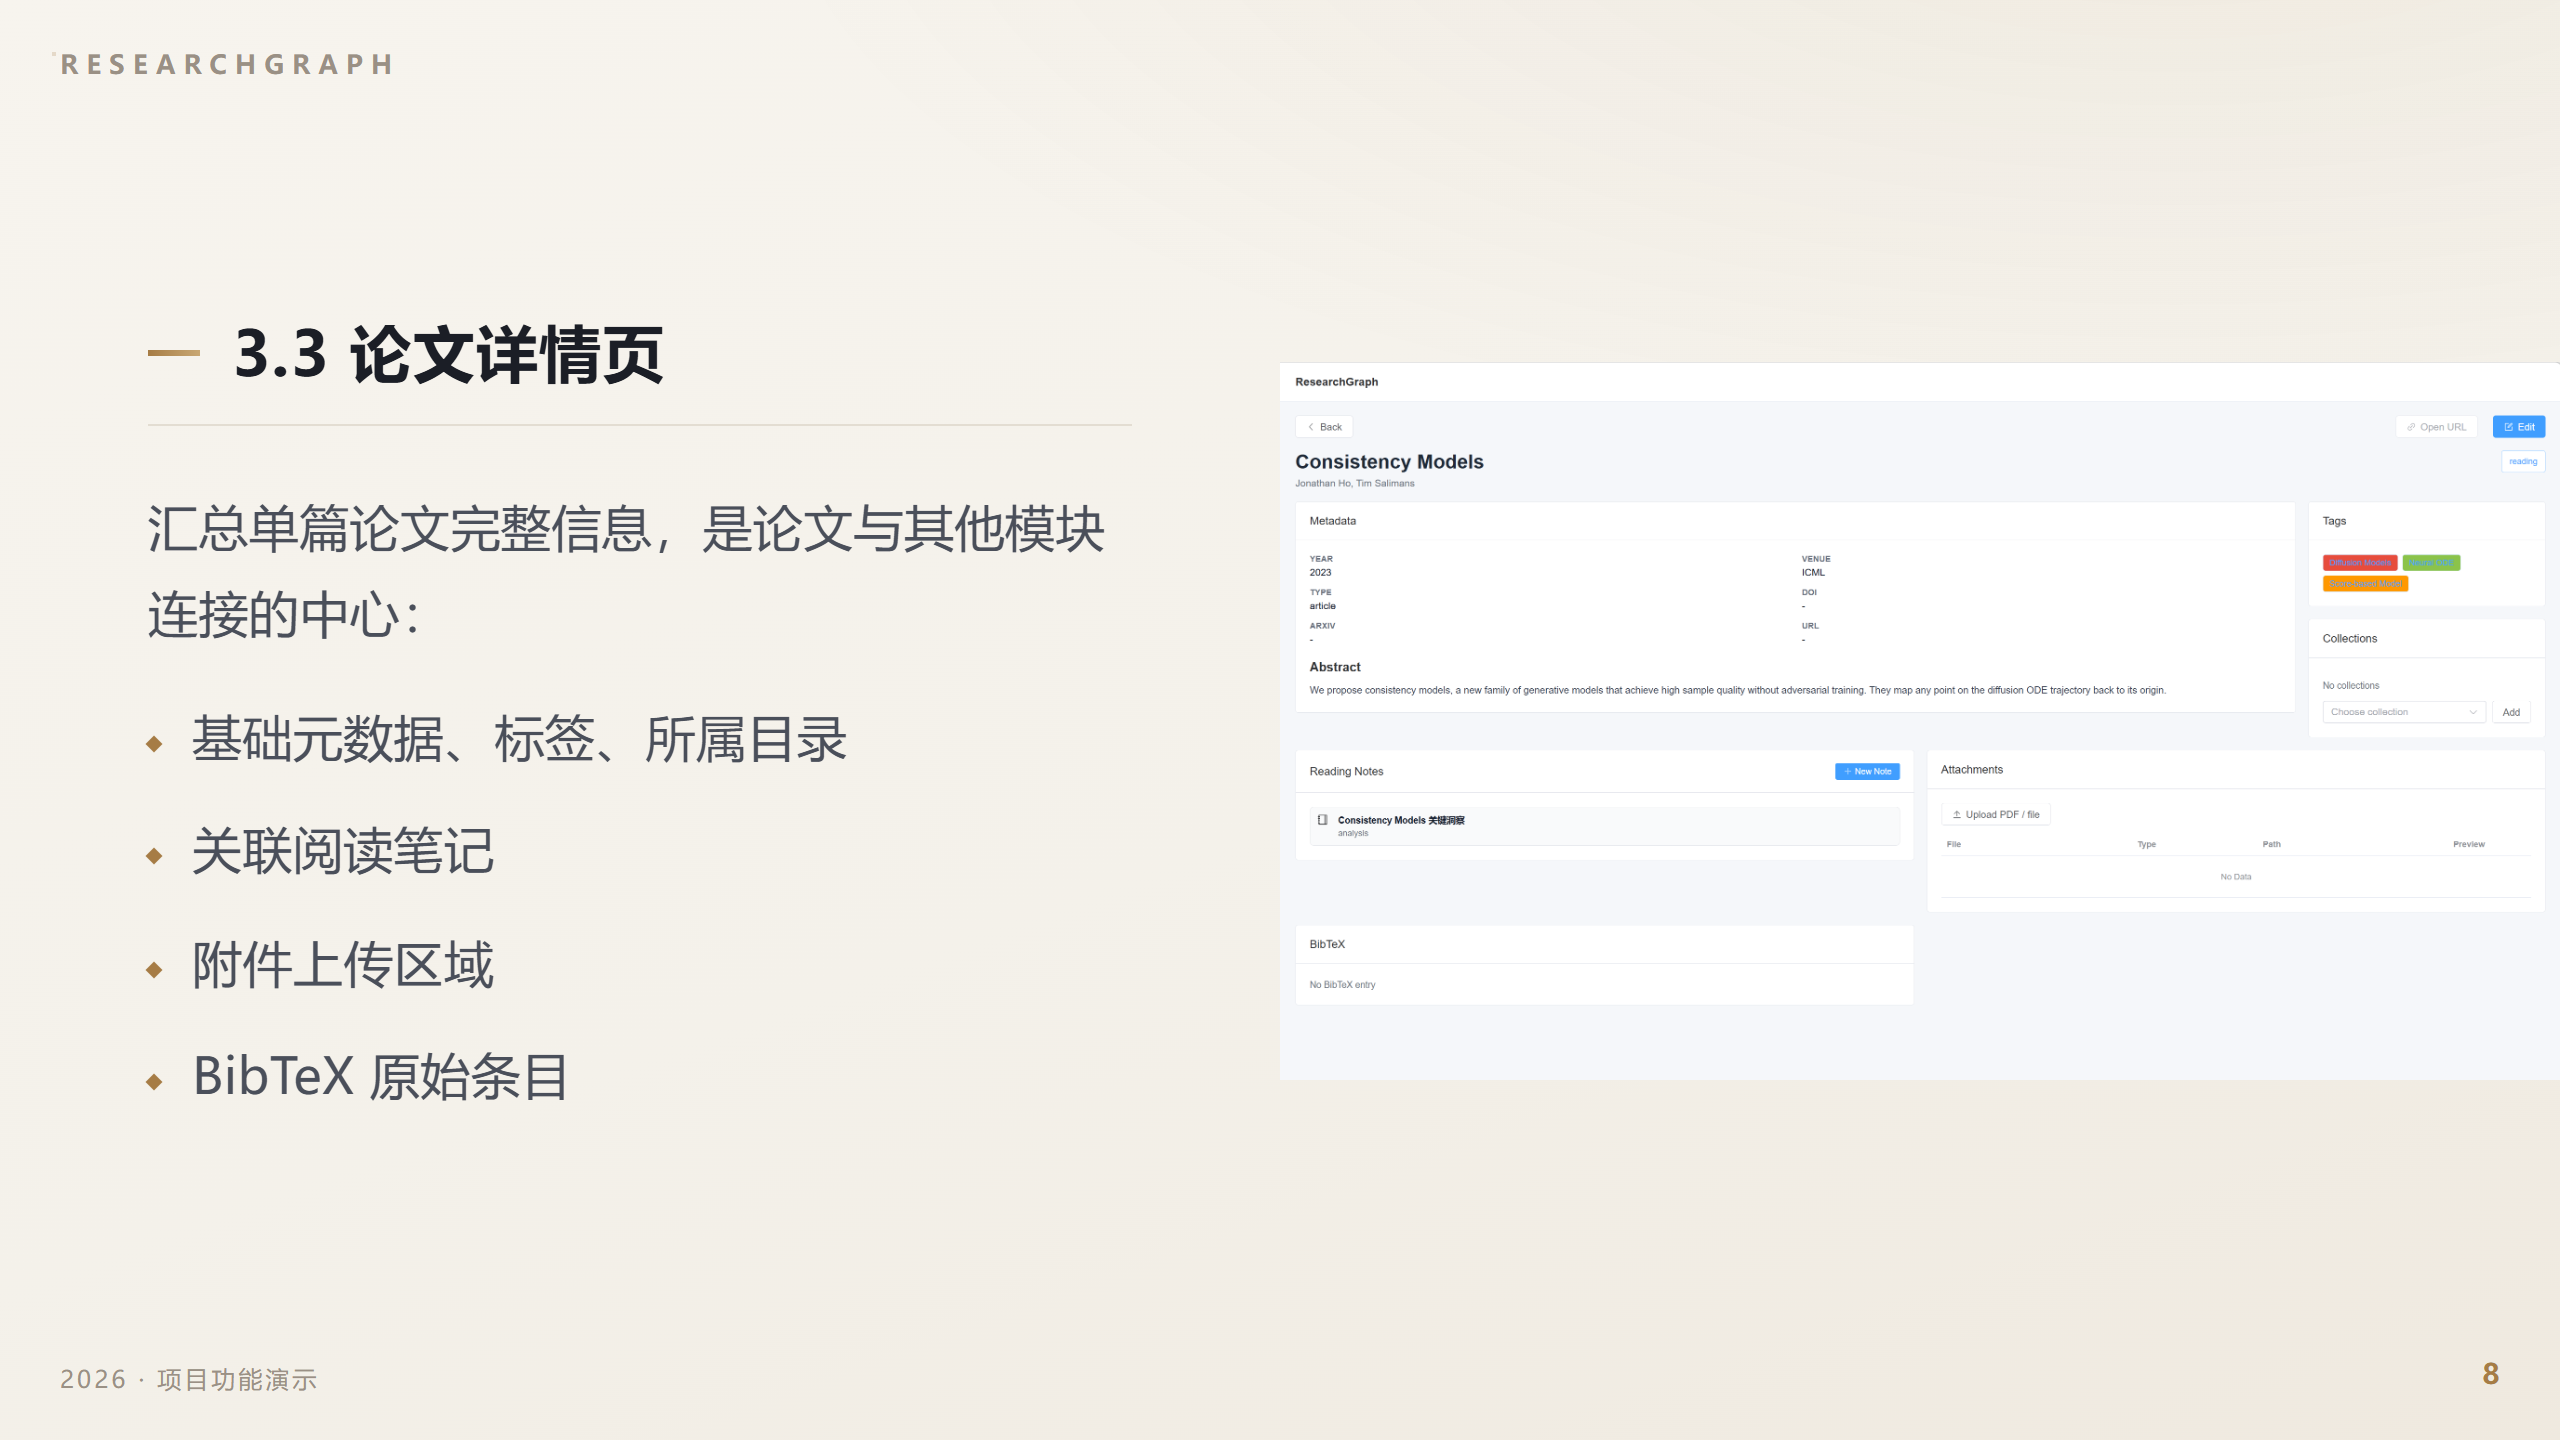 RESEARCHGRAPH
3.3 论文详情页
汇总单篇论文完整信息，是论文与其他模块
连接的中心：
基础元数据、标签、所属目录
关联阅读笔记
附件上传区域
BibTeX 原始条目
ResearchGraph
Back
Open URL
Edit
Consistency Models
reading
Jonathan Ho, Tim Salimans
Metadata
YEAR
2023
VENUE
ICML
TYPE
article
DOI
-
ARXIV
-
URL
-
Abstract
We propose consistency models, a new family of generative models that achieve high sample quality without adversarial training. They map any point on the diffusion ODE trajectory back to its origin.
Tags
Diffusion Models
Neural ODE
Score-based Model
Collections
No collections
Choose collection
Add
Reading Notes
New Note
Consistency Models 关键洞察
analysis
Attachments
Upload PDF / file
File Type Path Preview
No Data
BibTeX
No BibTeX entry
2026 · 项目功能演示
8